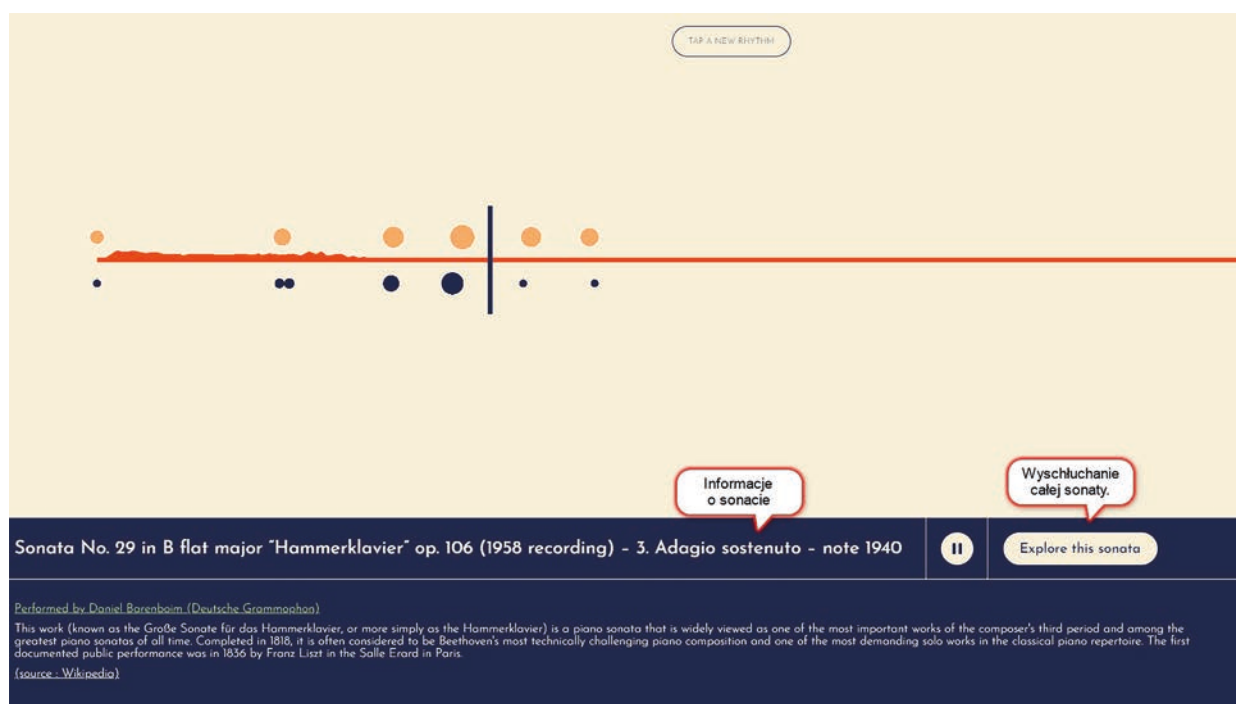 TAP A NEW RHYTHM
Informacje
o sonacie
Wyschłuchanie
całej sonaty.
Sonata No. 29 in B flat major "Hammerklavier" op. 106 (1958 recording) – 3. Adagio sostenuto – note 1940
Explore this sonata
Performed by Daniel Barenboim (Deutsche Grammophon)
This work (known as the Große Sonate für das Hammerklavier, or more simply as the Hammerklavier) is a piano sonata that is widely viewed as one of the most important works of the composer's third period and among the
greatest piano sonatas of all time. Completed in 1818, it is often considered to be Beethoven's most technically challenging piano composition and one of the most demanding solo works in the classical piano repertoire. The first
documented public performance was in 1836 by Franz Liszt in the Salle Erard in Paris.
(source : Wikipedia)